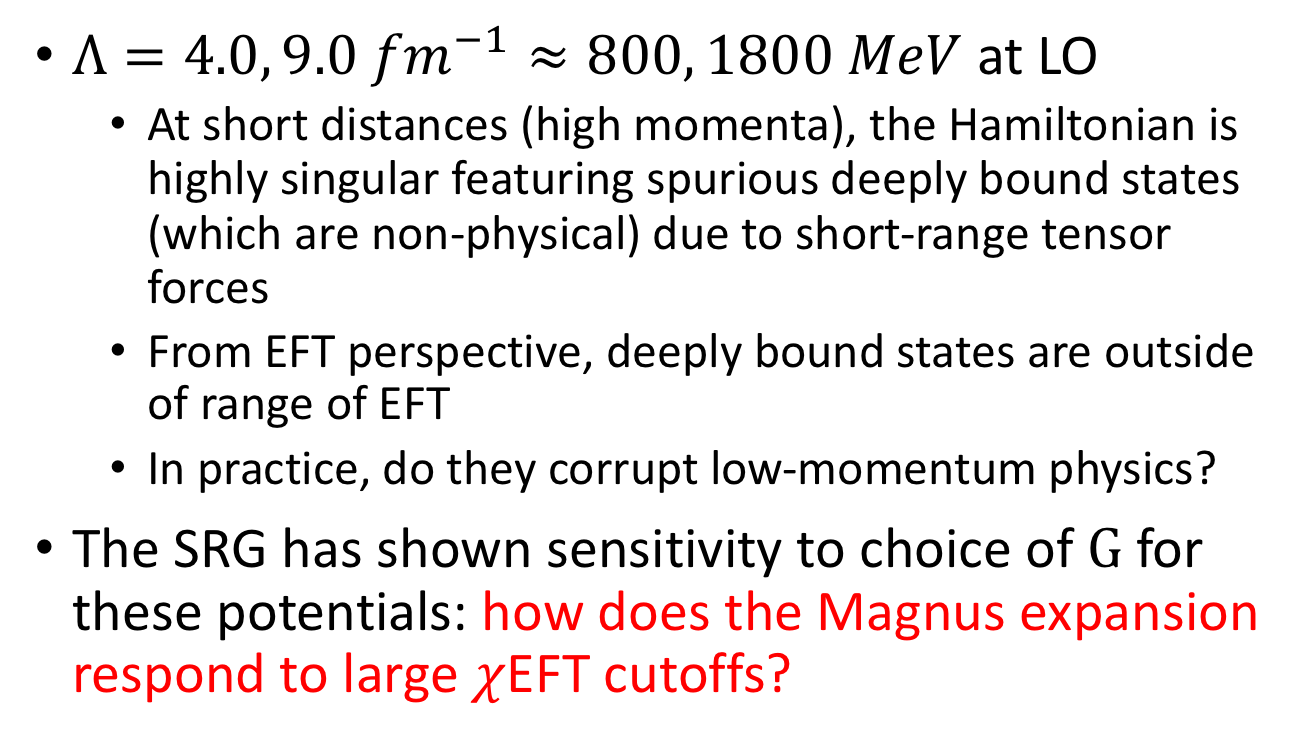 • Λ = 4.0, 9.0 fm⁻¹ ≈ 800, 1800 MeV at LO
• At short distances (high momenta), the Hamiltonian is
highly singular featuring spurious deeply bound states
(which are non-physical) due to short-range tensor
forces
• From EFT perspective, deeply bound states are outside
of range of EFT
• In practice, do they corrupt low-momentum physics?
• The SRG has shown sensitivity to choice of G for
these potentials: how does the Magnus expansion
respond to large χEFT cutoffs?